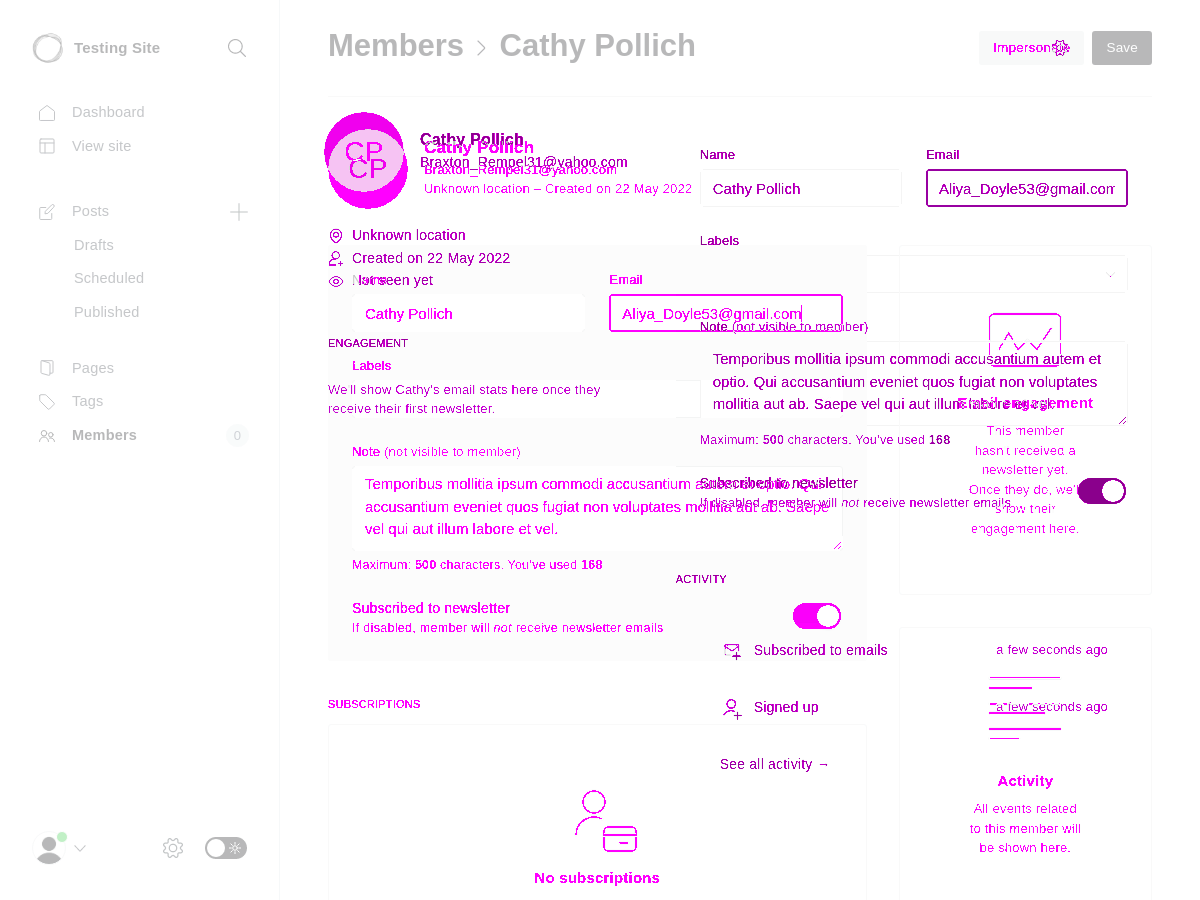 Testing Site
Members > Cathy Pollich
Save
Dashboard
View site
Posts
Drafts
Scheduled
Published
Pages
Tags
Members
0
CP
CP
Cathy Pollich
Braxton_Rempel31@yahoo.com
Cathy Pollich
Braxton_Rempel31@yahoo.com
Unknown location – Created on 22 May 2022
Name
Cathy Pollich
Email
Aliya_Doyle53@gmail.com
Unknown location
Created on 22 May 2022
seen yet
Labels
Email
Cathy Pollich
Aliya_Doyle53@gmail.com
Note (not visible to member)
ENGAGEMENT
We'll show Cathy's email stats here once they
receive their first newsletter.
Labels
Temporibus mollitia ipsum commodi accusantium autem et
optio. Qui accusantium eveniet quos fugiat non voluptates
mollitia aut ab. Saepe vel qui aut illum
Maximum: 500 characters. You've used 168
Email engagement
This member
hasn't received a
newsletter yet.
Once they do, we'll
show their
engagement here.
Note (not visible to member)
Temporibus mollitia ipsum commodi accusantium
accusantium eveniet quos fugiat non voluptates mollitia aut ab. Saepe
vel qui aut illum labore et vel.
Maximum: 500 characters. You've used 168
Subscribed to newsletter
If disabled, member will not receive newsletter emails
Subscribed to newsletter
If disabled, member will not receive newsletter emails
ACTIVITY
Subscribed to emails
a few seconds ago
Signed up
a few seconds ago
See all activity →
SUBSCRIPTIONS
No subscriptions
Activity
All events related
to this member will
be shown here.